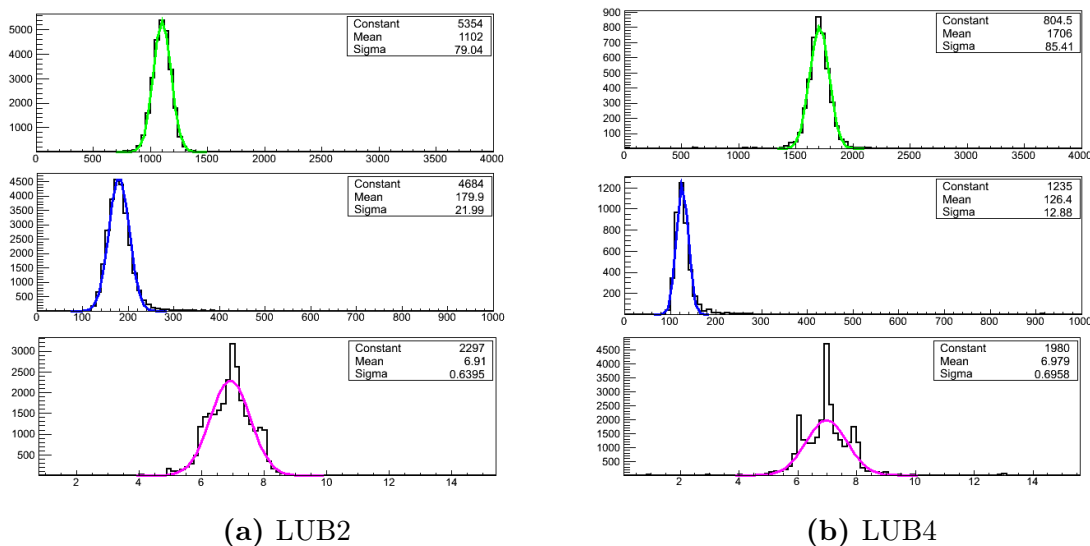 Constant 5354
Mean 1102
Sigma 79.04
5000
4000
3000
2000
1000
0 500 1000 1500 2000 2500 3000 3500 4000
Constant 4684
Mean 179.9
Sigma 21.99
4500
4000
3500
3000
2500
2000
1500
1000
500
0 100 200 300 400 500 600 700 800 900 1000
Constant 2297
Mean 6.91
Sigma 0.6395
3000
2500
2000
1500
1000
500
2 4 6 8 10 12 14
(a) LUB2
Constant 804.5
Mean 1706
Sigma 85.41
900
800
700
600
500
400
300
200
100
0 500 1000 1500 2000 2500 3000 3500 4000
Constant 1235
Mean 126.4
Sigma 12.88
1200
1000
800
600
400
200
0 100 200 300 400 500 600 700 800 900 1000
Constant 1980
Mean 6.979
Sigma 0.6958
4500
4000
3500
3000
2500
2000
1500
1000
500
2 4 6 8 10 12 14
(b) LUB4